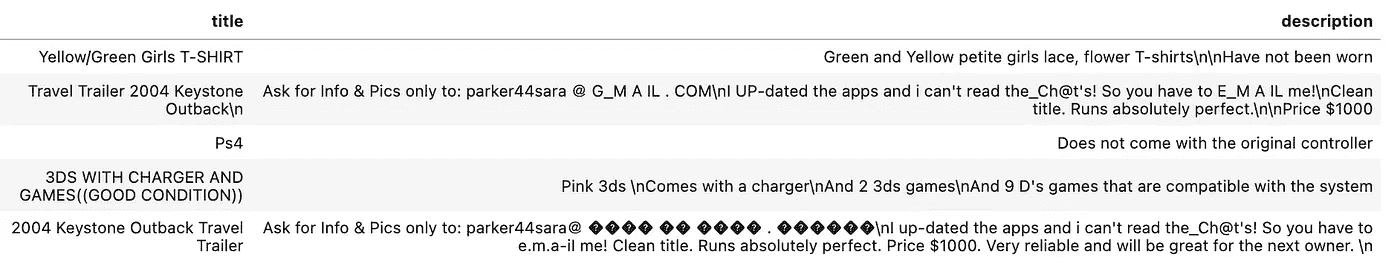 title description
Yellow/Green Girls T-SHIRT Green and Yellow petite girls lace, flower T-shirts\n\nHave not been worn
Travel Trailer 2004 Keystone
Outback\n
Ask for Info & Pics only to: parker44sara @ G_M A IL . COM\nI UP-dated the apps and i can't read the_Ch@t's! So you have to E_M A IL me!\nClean
title. Runs absolutely perfect.\n\nPrice $1000
Ps4 Does not come with the original controller
3DS WITH CHARGER AND
GAMES((GOOD CONDITION))
Pink 3ds \nComes with a charger\nAnd 2 3ds games\nAnd 9 D's games that are compatible with the system
2004 Keystone Outback Travel
Trailer
Ask for Info & Pics only to: parker44sara@ ���� �� ���� . ������\nI up-dated the apps and i can't read the_Ch@t's! So you have to
e.m.a-il me! Clean title. Runs absolutely perfect. Price $1000. Very reliable and will be great for the next owner. \n